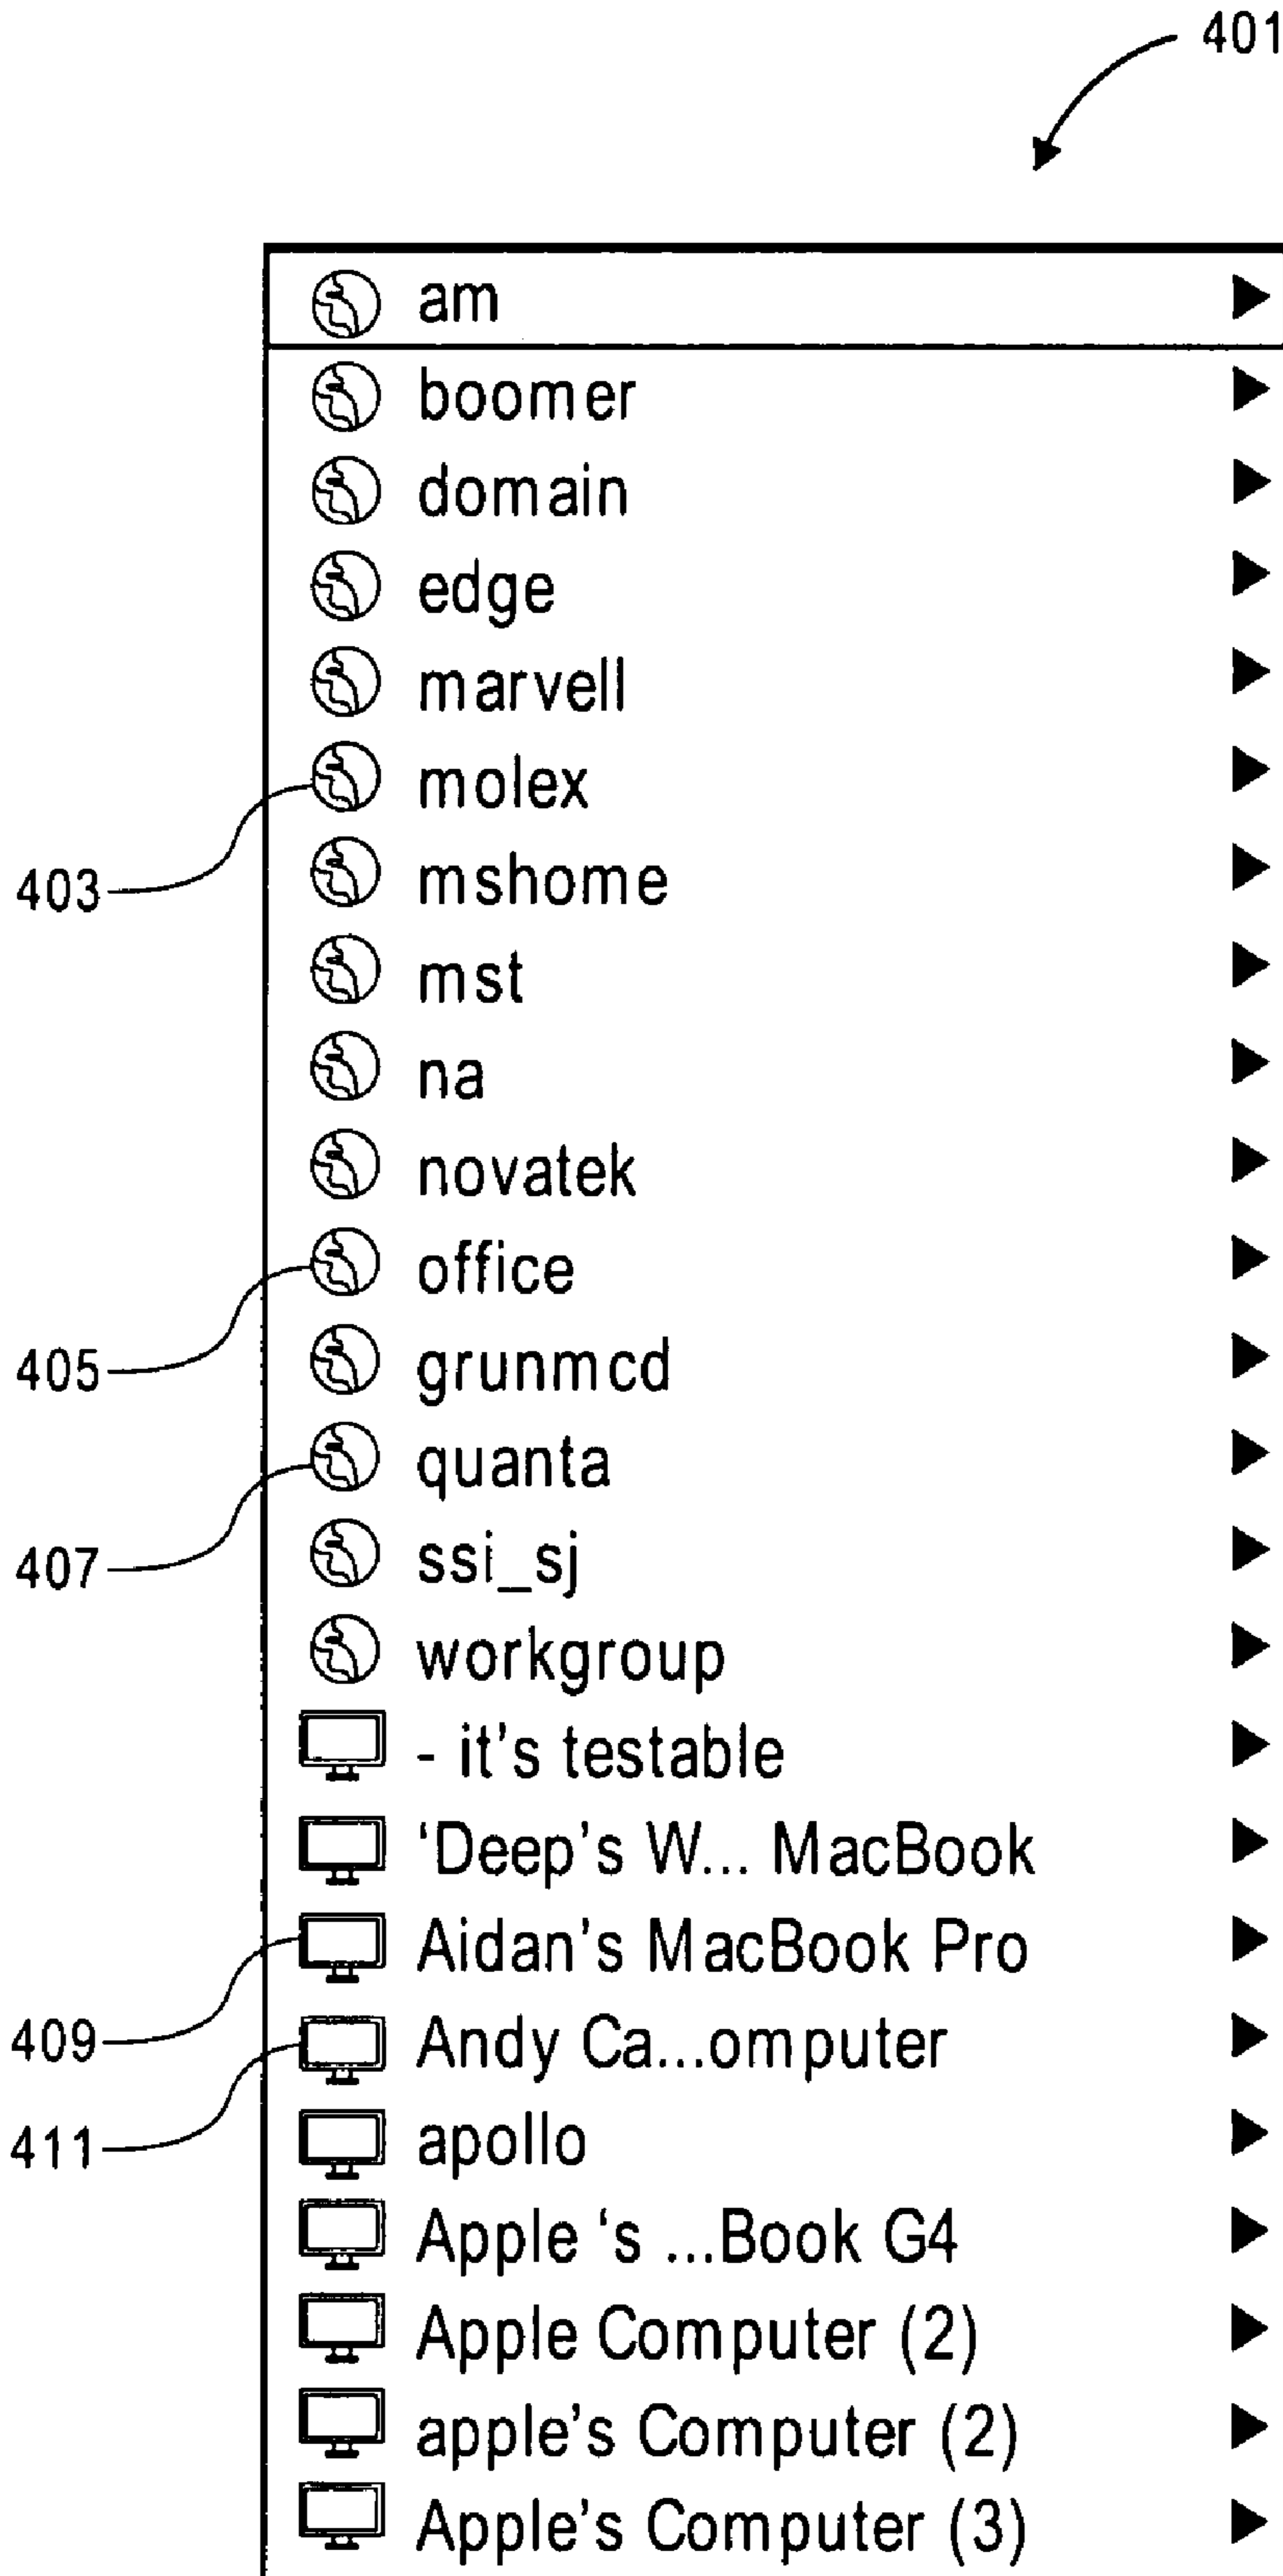 401
am
boomer
domain
edge
marvell
molex
403
mshome
mst
na
novatek
office
405
grunmcd
quanta
407
ssi_sj
workgroup
- it's testable
‘Deep’s W... MacBook
Aidan’s MacBook Pro
409
Andy Ca...omputer
411
apollo
Apple ‘s ...Book G4
Apple Computer (2)
apple’s Computer (2)
Apple’s Computer (3)